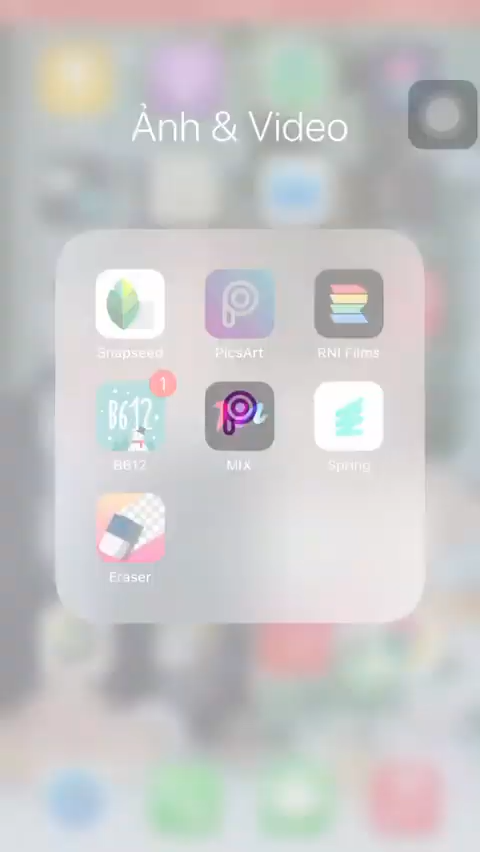 Ảnh & Video
Snapseed
PicsArt
RNI Films
1
B612
B612
MIX
Spring
Eraser